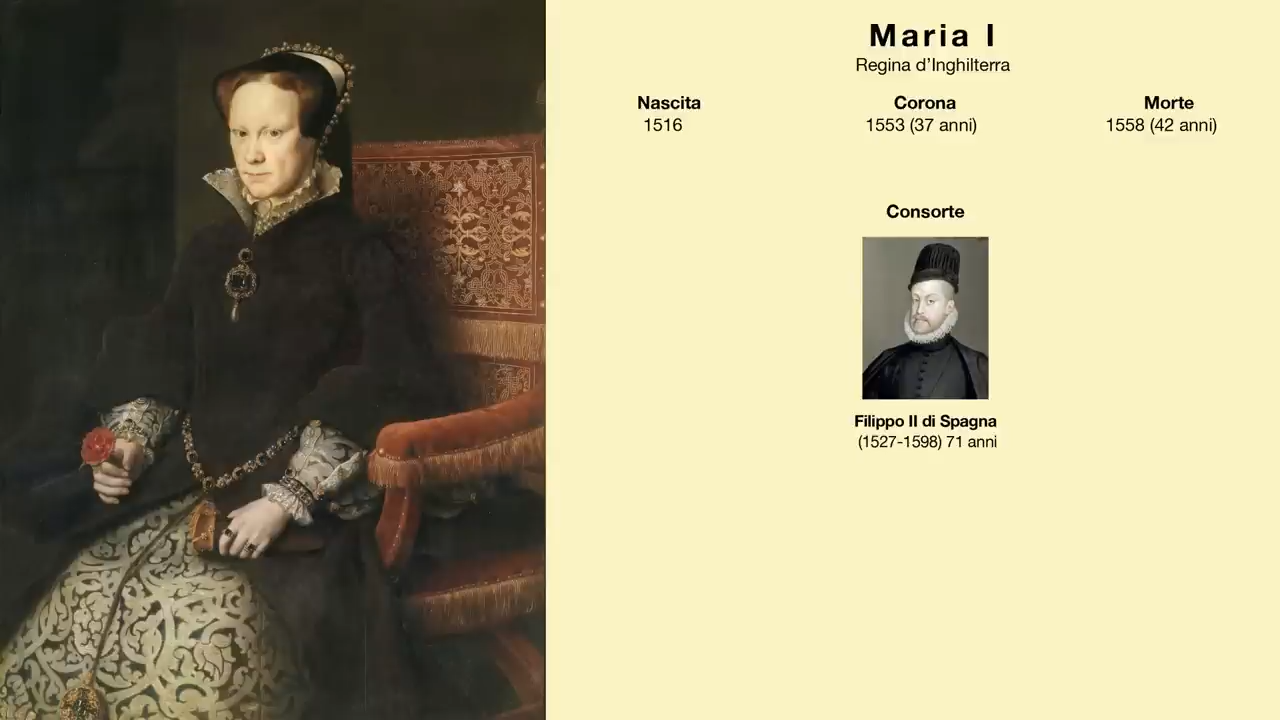 Maria I
Regina d’Inghilterra
Nascita
1516
Corona
1553 (37 anni)
Morte
1558 (42 anni)
Consorte
Filippo II di Spagna
(1527-1598) 71 anni